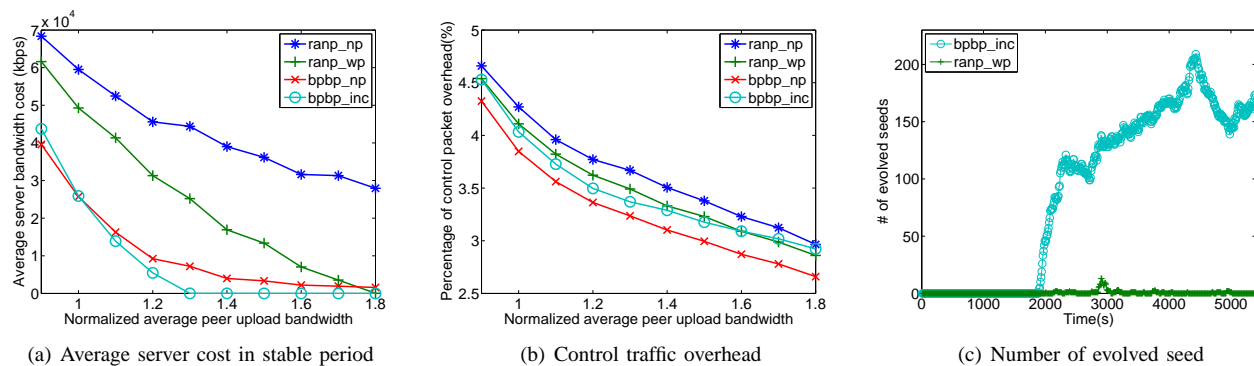 7 x 10^4
6
5
4
3
2
1
0
1
1.2
1.4
1.6
1.8
Average server bandwidth cost (kbps)
Normalized average peer upload bandwidth
ranp_np
ranp_wp
bpbp_np
bpbp_inc
(a) Average server cost in stable period
5
4.5
4
3.5
3
2.5
1
1.2
1.4
1.6
1.8
Percentage of control packet overhead(%)
Normalized average peer upload bandwidth
ranp_np
ranp_wp
bpbp_np
bpbp_inc
(b) Control traffic overhead
200
150
100
50
0
0
1000
2000
3000
4000
5000
# of evolved seeds
Time(s)
bpbp_inc
ranp_wp
(c) Number of evolved seed